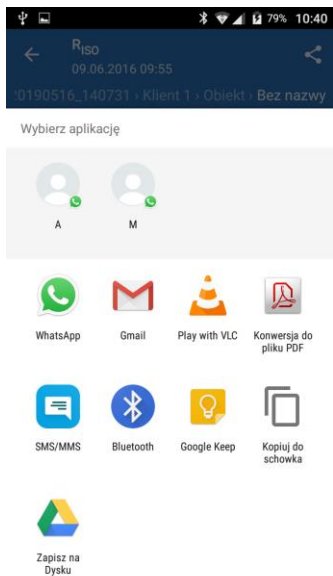 79% 10:40
RISO
09.06.2016 09:55
'0190516_140731 › Klient 1 › Obiekt › Bez nazwy
Wybierz aplikację
A M
WhatsApp Gmail Play with VLC Konwersja do
pliku PDF
SMS/MMS Bluetooth Google Keep Kopiuj do
schowka
Zapisz na
Dysku